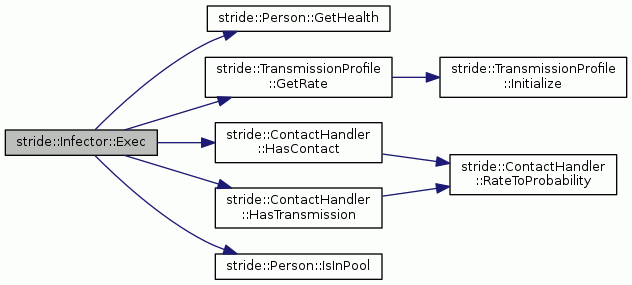 stride::Person::GetHealth
stride::TransmissionProfile
::GetRate
stride::TransmissionProfile
::Initialize
stride::Infector::Exec
stride::ContactHandler
::HasContact
stride::ContactHandler
::RateToProbability
stride::ContactHandler
::HasTransmission
stride::Person::IsInPool